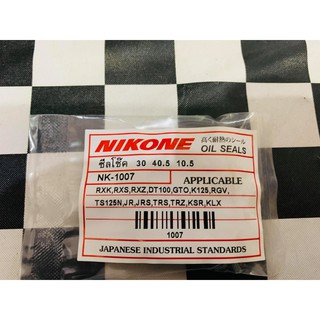 NIKONE
高く耐熱のシール
OIL SEALS
ซีลโช๊ค 30 40.5 10.5
NK-1007
APPLICABLE
RXK,RXS,RXZ,DT100,GTO,K125,RGV,
TS125N,JR,JRS,TRS,TRZ,KSR,KLX
1007
JAPANESE INDUSTRIAL STANDARDS